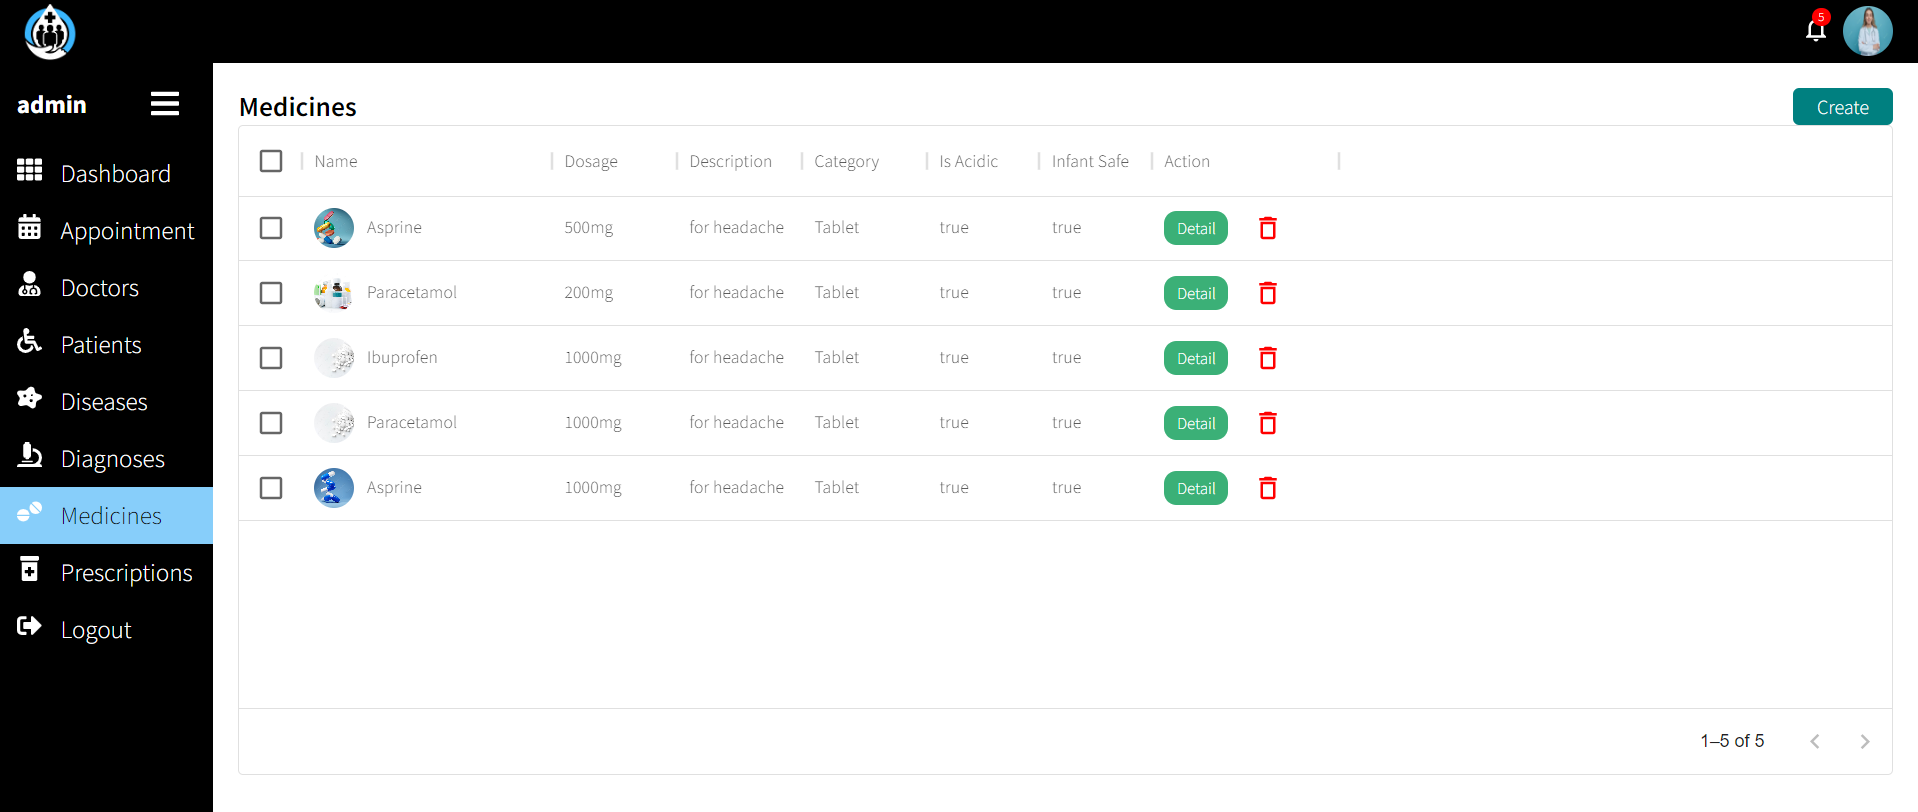 5
admin
Dashboard
Appointment
Doctors
Patients
Diseases
Diagnoses
Medicines
Prescriptions
Logout
Medicines
Create
Name Dosage Description Category Is Acidic Infant Safe Action
Asprine 500mg for headache Tablet true true Detail
Paracetamol 200mg for headache Tablet true true Detail
Ibuprofen 1000mg for headache Tablet true true Detail
Paracetamol 1000mg for headache Tablet true true Detail
Asprine 1000mg for headache Tablet true true Detail
1–5 of 5